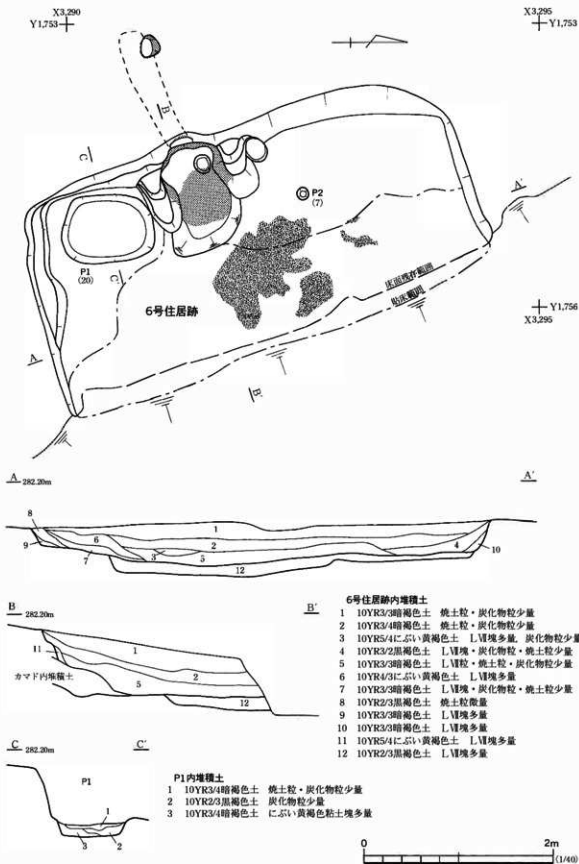 X3,290
Y1,753
X3,295
Y1,753
B
C
P2
(7)
A′
P1
(20)
C′
6号住居跡
床面残存範囲
貼床範囲
Y1,756
X3,295
A
B′
A 282.20m
A′
8
9
6
7
1
2
3
5
4
10
12
B 282.20m
B′
11
1
2
5
12
カマド内堆積土
C 282.20m
C′
P1
1
3
2
6号住居跡内堆積土
1 10YR3/3暗褐色土 焼土粒・炭化物粒少量
2 10YR3/4暗褐色土 焼土粒・炭化物粒少量
3 10YR5/4にぶい黄褐色土 LⅦ塊多量, 炭化物粒少量
4 10YR3/2黒褐色土 LⅦ塊・炭化物粒・焼土粒少量
5 10YR3/3暗褐色土 LⅦ粒・焼土粒・炭化物粒少量
6 10YR4/3にぶい黄褐色土 LⅦ塊多量
7 10YR3/3暗褐色土 LⅦ塊・炭化物粒・焼土粒少量
8 10YR2/3黒褐色土 焼土粒微量
9 10YR3/3暗褐色土 LⅦ塊多量
10 10YR3/3暗褐色土 LⅦ塊多量
11 10YR5/4にぶい黄褐色土 LⅦ塊多量
12 10YR2/3黒褐色土 LⅦ塊多量
P1内堆積土
1 10YR3/4暗褐色土 焼土粒・炭化物粒少量
2 10YR2/3黒褐色土 炭化物粒少量
3 10YR3/4暗褐色土 にぶい黄褐色粘土塊多量
0 2m
(1/40)